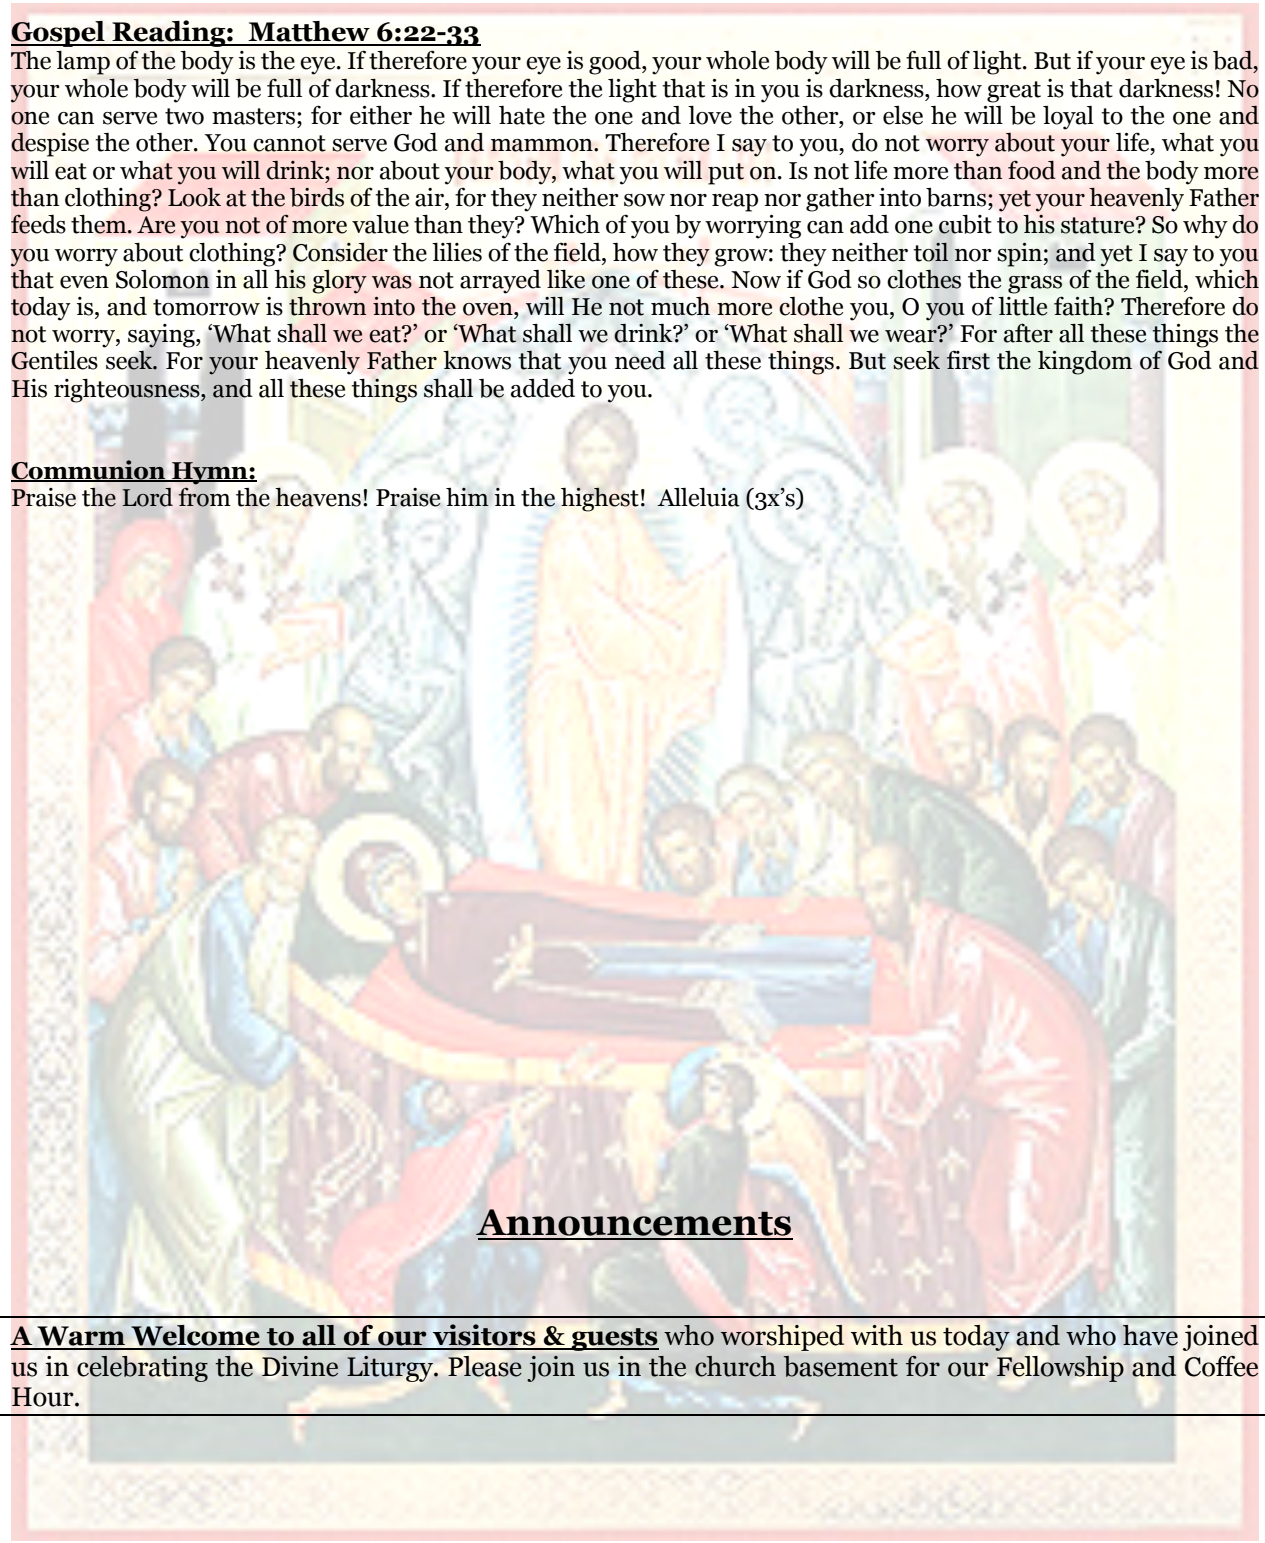 Gospel Reading:  Matthew 6:22-33
The lamp of the body is the eye. If therefore your eye is good, your whole body will be full of light. But if your eye is bad,
your whole body will be full of darkness. If therefore the light that is in you is darkness, how great is that darkness! No
one can serve two masters; for either he will hate the one and love the other, or else he will be loyal to the one and
despise the other. You cannot serve God and mammon. Therefore I say to you, do not worry about your life, what you
will eat or what you will drink; nor about your body, what you will put on. Is not life more than food and the body more
than clothing? Look at the birds of the air, for they neither sow nor reap nor gather into barns; yet your heavenly Father
feeds them. Are you not of more value than they? Which of you by worrying can add one cubit to his stature? So why do
you worry about clothing? Consider the lilies of the field, how they grow: they neither toil nor spin; and yet I say to you
that even Solomon in all his glory was not arrayed like one of these. Now if God so clothes the grass of the field, which
today is, and tomorrow is thrown into the oven, will He not much more clothe you, O you of little faith? Therefore do
not worry, saying, ‘What shall we eat?’ or ‘What shall we drink?’ or ‘What shall we wear?’ For after all these things the
Gentiles seek. For your heavenly Father knows that you need all these things. But seek first the kingdom of God and
His righteousness, and all these things shall be added to you.
Communion Hymn:
Praise the Lord from the heavens! Praise him in the highest!  Alleluia (3x’s)
Announcements
A Warm Welcome to all of our visitors & guests who worshiped with us today and who have joined
us in celebrating the Divine Liturgy. Please join us in the church basement for our Fellowship and Coffee
Hour.